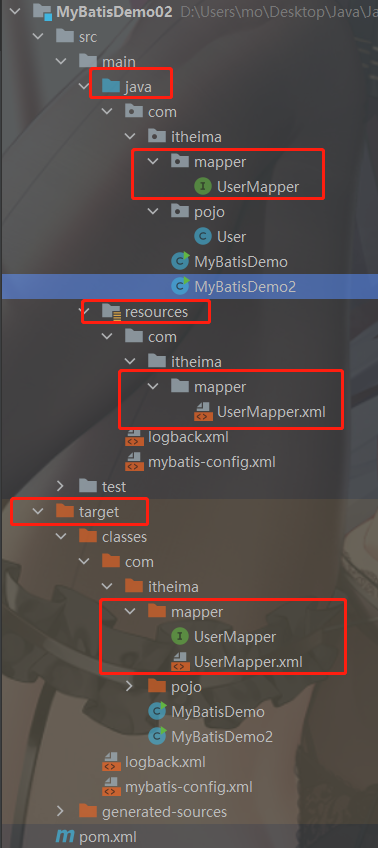 MyBatisDemo02 D:\Users\mo\Desktop\Java\Ja
src
main
java
com
itheima
mapper
UserMapper
pojo
User
MyBatisDemo
MyBatisDemo2
resources
com
itheima
mapper
UserMapper.xml
logback.xml
mybatis-config.xml
test
target
classes
com
itheima
mapper
UserMapper
UserMapper.xml
pojo
MyBatisDemo
MyBatisDemo2
logback.xml
mybatis-config.xml
generated-sources
pom.xml